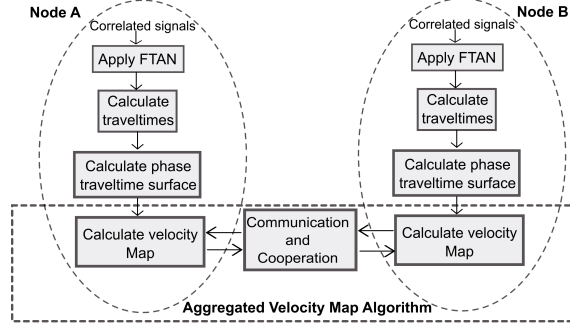 Node A
Correlated signals
Apply FTAN
Calculate
traveltimes
Calculate phase
traveltime surface
Calculate velocity
Map
Communication
and
Cooperation
Node B
Correlated signals
Apply FTAN
Calculate
traveltimes
Calculate phase
traveltime surface
Calculate velocity
Map
Aggregated Velocity Map Algorithm